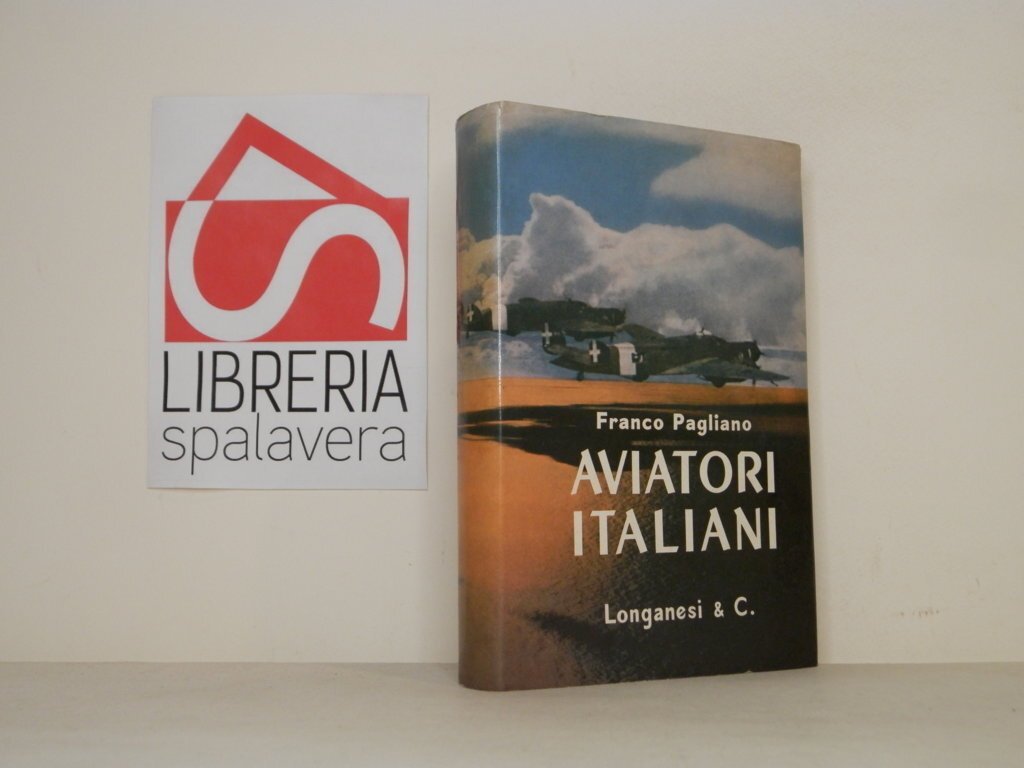 LIBRERIA
spalavera
Franco Pagliano
AVIATORI
ITALIANI
Longanesi & C.